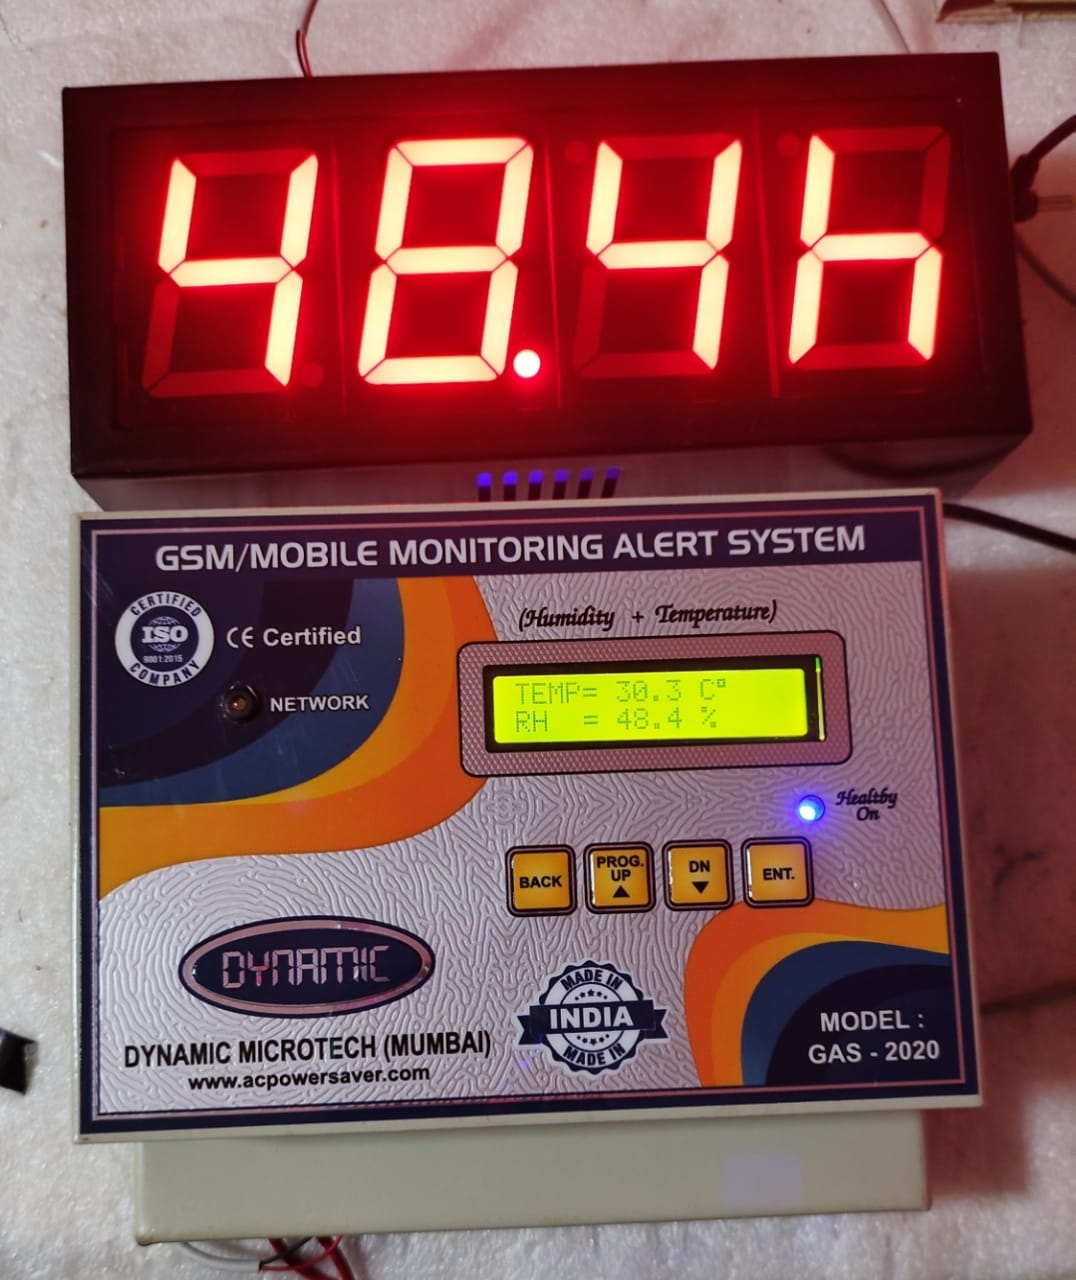 48.4h
GSM/MOBILE MONITORING ALERT SYSTEM
(Humidity + Temperature)
CERTIFIED
ISO
9001:2015
COMPANY
CE Certified
NETWORK
TEMP= 30.3 C°
RH = 48.4 %
Healthy
On
BACK
PROG.
UP
▲
DN
▼
ENT.
DYNAMIC
DYNAMIC MICROTECH (MUMBAI)
www.acpowersaver.com
MADE IN
INDIA
MADE IN
MODEL :
GAS - 2020